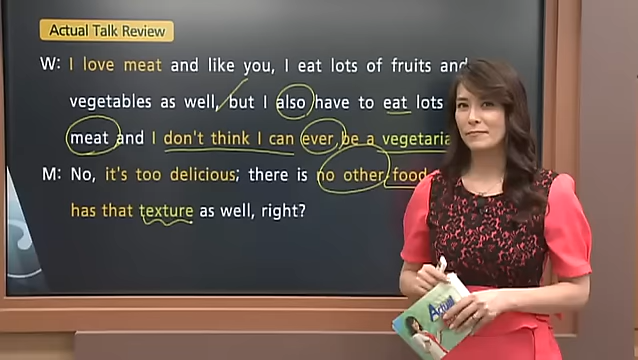 Actual Talk Review
W: I love meat and like you, I eat lots of fruits and
vegetables as well, but I also have to eat lots
meat and I don't think I can ever be a vegetaria
M: No, it's too delicious; there is no other food
has that texture as well, right?
Actual